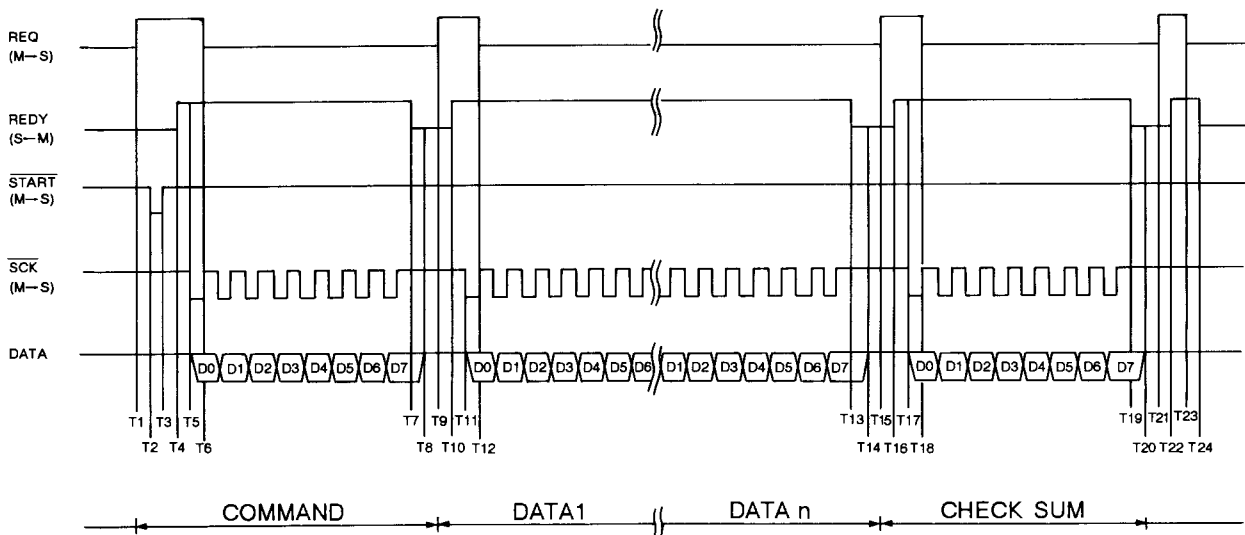 REQ
(M→S)
REDY
(S←M)
START
(M→S)
SCK
(M→S)
DATA
D0 D1 D2 D3 D4 D5 D6 D7 D0 D1 D2 D3 D4 D5 D6 D1 D2 D3 D4 D5 D6 D7 D0 D1 D2 D3 D4 D5 D6 D7
T1 T3 T5 T7 T9 T11 T13 T15 T17 T19 T21 T23
T2 T4 T6 T8 T10 T12 T14 T16 T18 T20 T22 T24
COMMAND DATA1 DATA n CHECK SUM